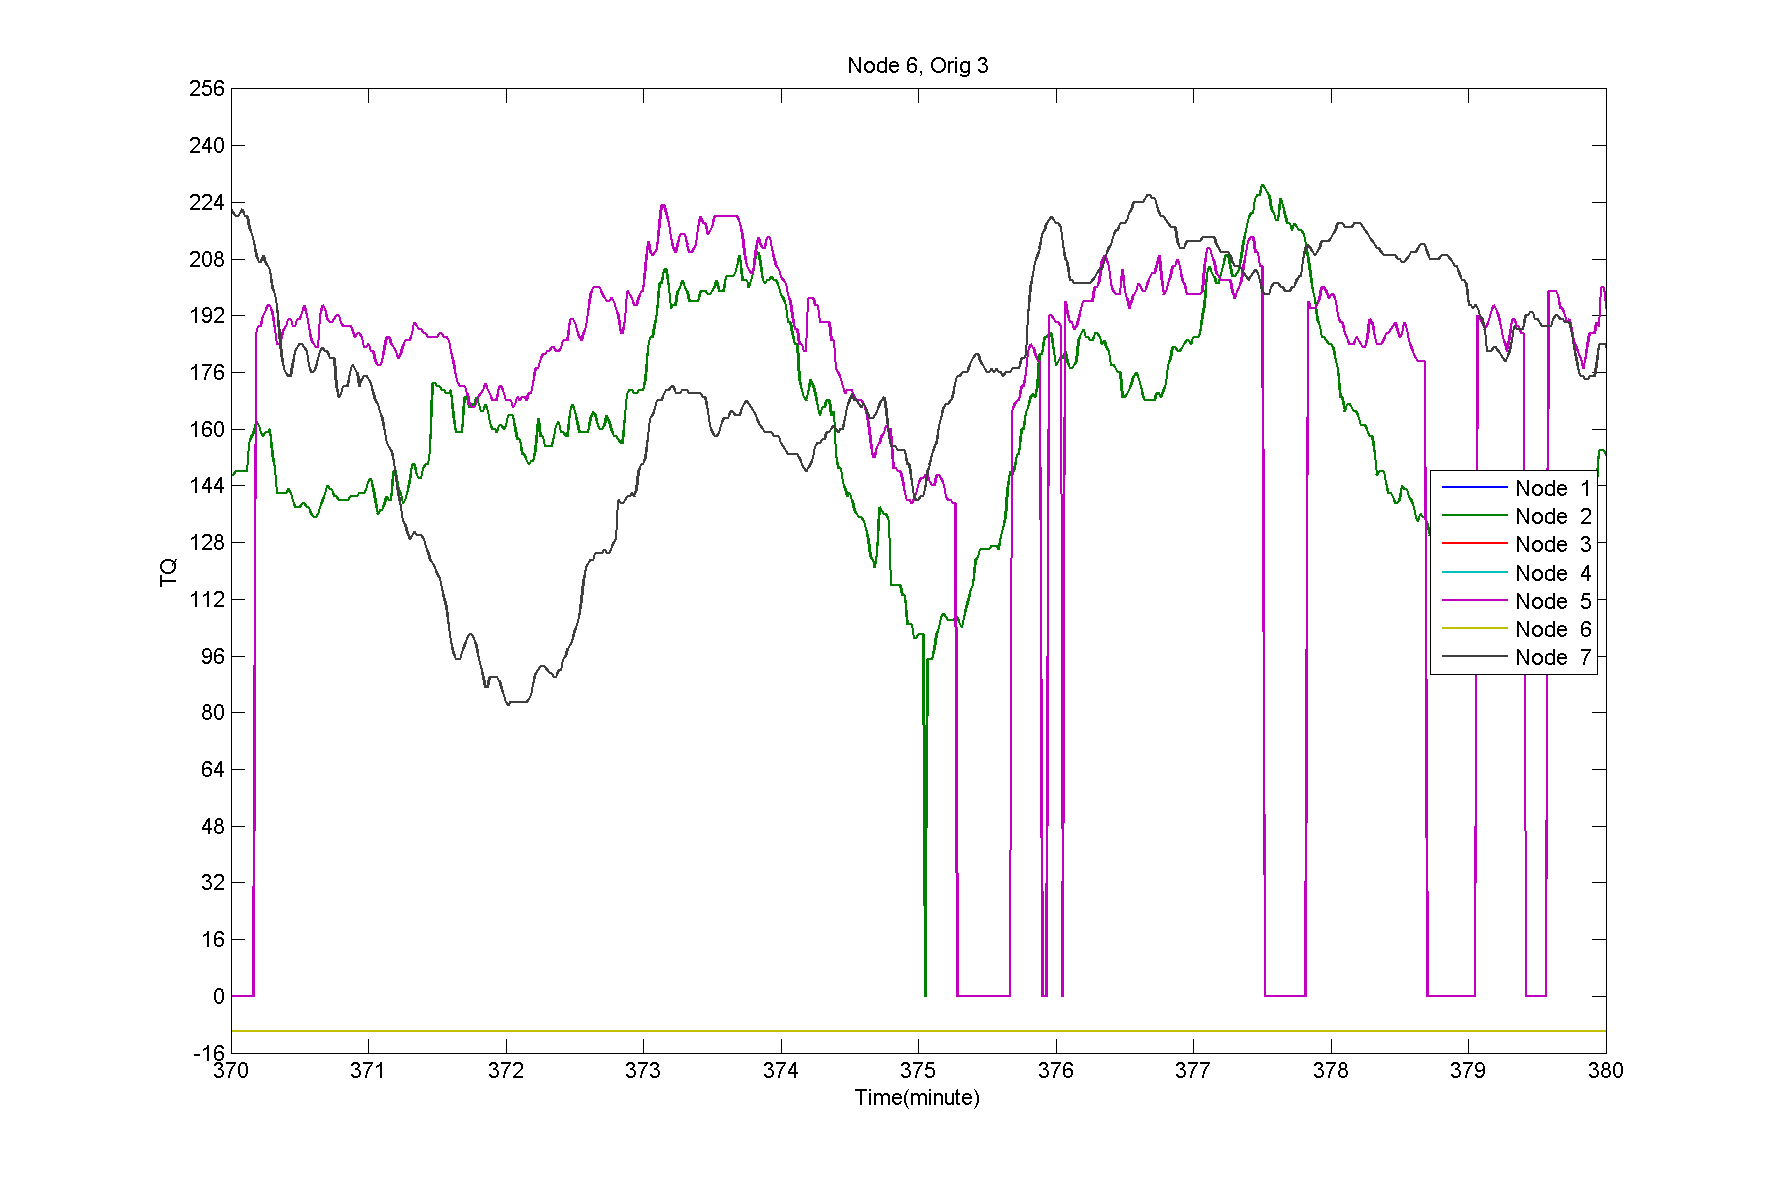 Node 6, Orig 3
256
240
224
208
192
176
160
144
128
112
96
80
64
48
32
16
0
-16
TQ
Node 1
Node 2
Node 3
Node 4
Node 5
Node 6
Node 7
370 371 372 373 374 375 376 377 378 379 380
Time(minute)